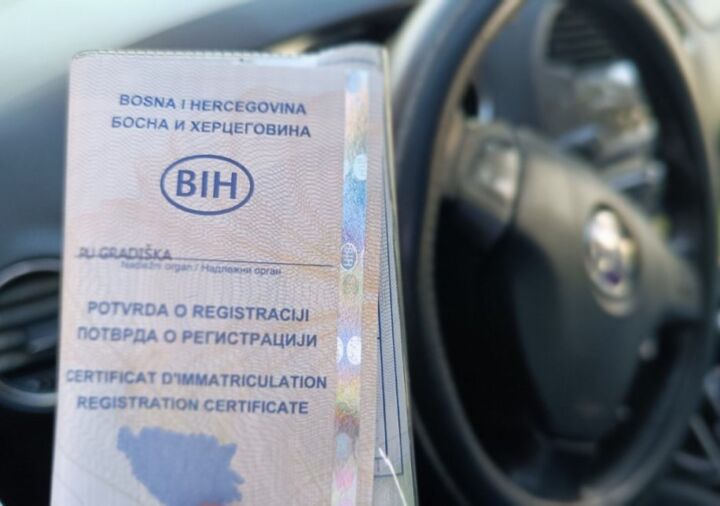 BOSNA I HERCEGOVINA
БОСНА И ХЕРЦЕГОВИНА
BIH
PU GRADIŠKA
Nadležni organ / Надлежни орган
POTVRDA O REGISTRACIJI
ПОТВРДА О РЕГИСТРАЦИЈИ
CERTIFICAT D'IMMATRICULATION
REGISTRATION CERTIFICATE